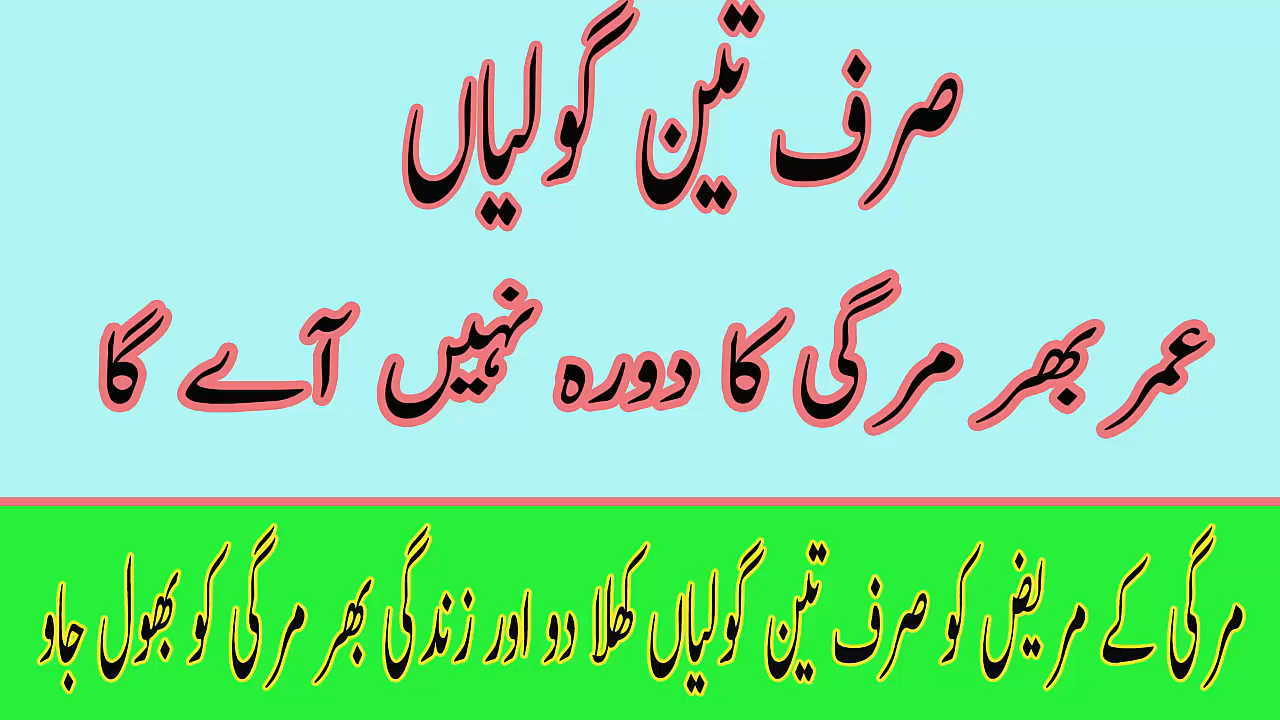 صرف تین گولیاں
عمر بھر مرگی کا دورہ نہیں آے گا
مرگی کے مریض کو صرف تین گولیاں کھلا دو اور زندگی بھر مرگی کو بھول جاو